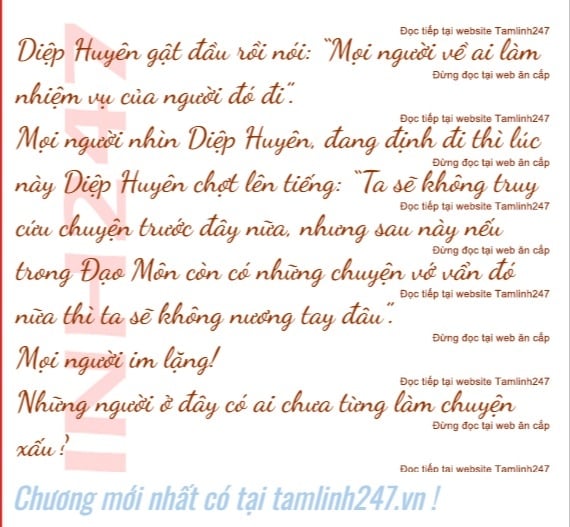 Đọc tiếp tại website Tamlinh247
Diệp Huyên gật đầu rồi nói: “Mọi người về ai làm
Đừng đọc tại web ăn cắp
nhiệm vụ của người đó đi”.
Đọc tiếp tại website Tamlinh247
Mọi người nhìn Diệp Huyên, đang định đi thì lúc
Đừng đọc tại web ăn cắp
này Diệp Huyên chợt lên tiếng: “Ta sẽ không truy
Đọc tiếp tại website Tamlinh247
cứu chuyện trước đây nữa, nhưng sau này nếu
Đừng đọc tại web ăn cắp
trong Đạo Môn còn có những chuyện vớ vẩn đó
Đọc tiếp tại website Tamlinh247
nữa thì ta sẽ không nương tay đâu”.
Đừng đọc tại web ăn cắp
Mọi người im lặng!
Đọc tiếp tại website Tamlinh247
Những người ở đây có ai chưa từng làm chuyện
Đừng đọc tại web ăn cắp
xấu?
Đọc tiếp tại website Tamlinh247
INH247
Chương mới nhất có tại tamlinh247.vn !